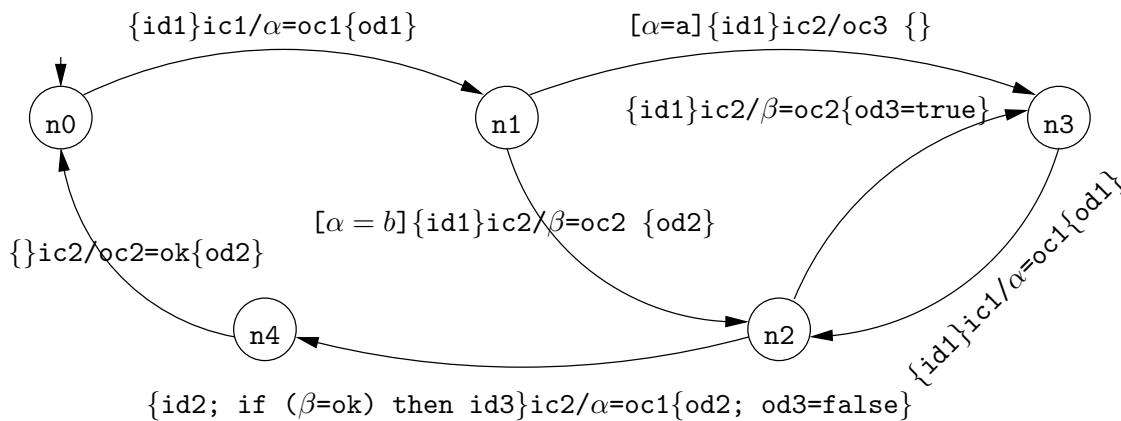 {id1}ic1/α=oc1{od1}
[α=a]{id1}ic2/oc3 {}
n0
n1
{id1}ic2/β=oc2{od3=true}
n3
[α = b]{id1}ic2/β=oc2 {od2}
{}ic2/oc2=ok{od2}
{id1}ic1/α=oc1{od1}
n4
n2
{id2; if (β=ok) then id3}ic2/α=oc1{od2; od3=false}